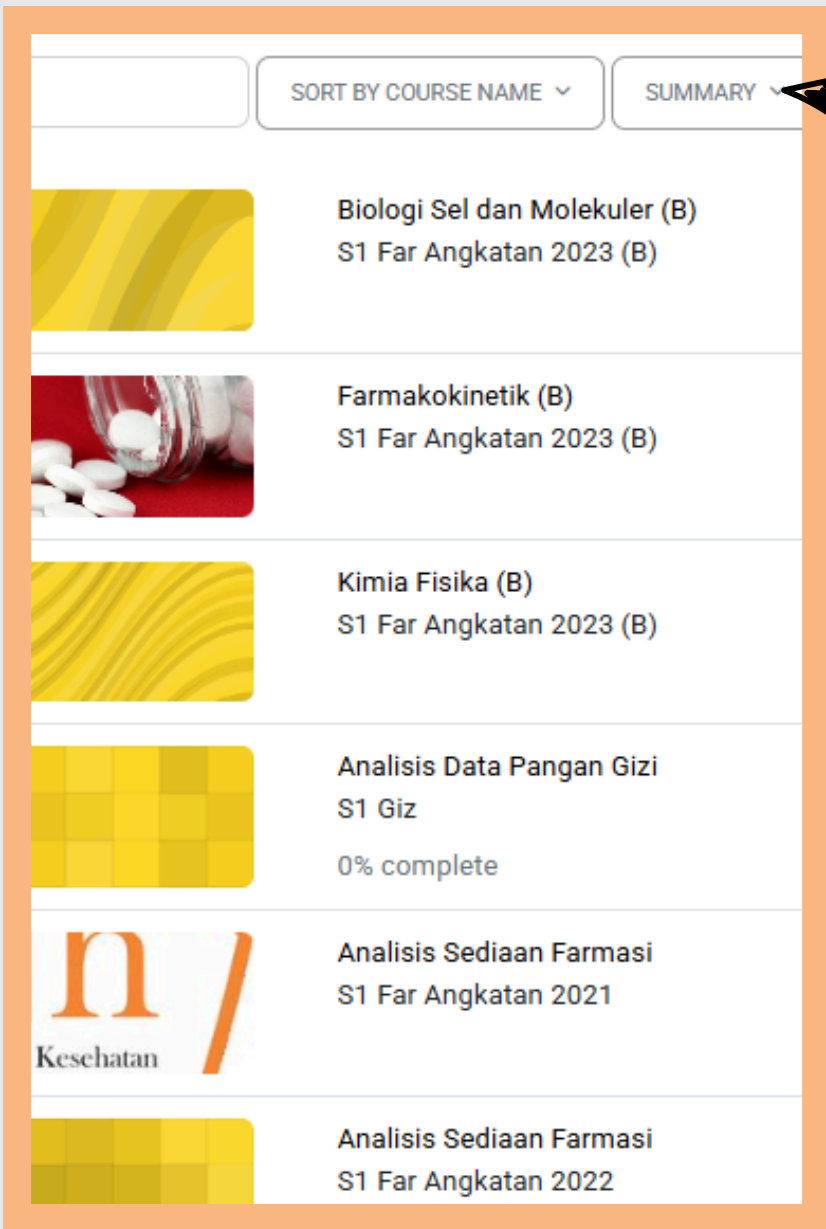 SORT BY COURSE NAME
SUMMARY
Biologi Sel dan Molekuler (B)
S1 Far Angkatan 2023 (B)
Farmakokinetik (B)
S1 Far Angkatan 2023 (B)
Kimia Fisika (B)
S1 Far Angkatan 2023 (B)
Analisis Data Pangan Gizi
S1 Giz
0% complete
n
Kesehatan
Analisis Sediaan Farmasi
S1 Far Angkatan 2021
Analisis Sediaan Farmasi
S1 Far Angkatan 2022